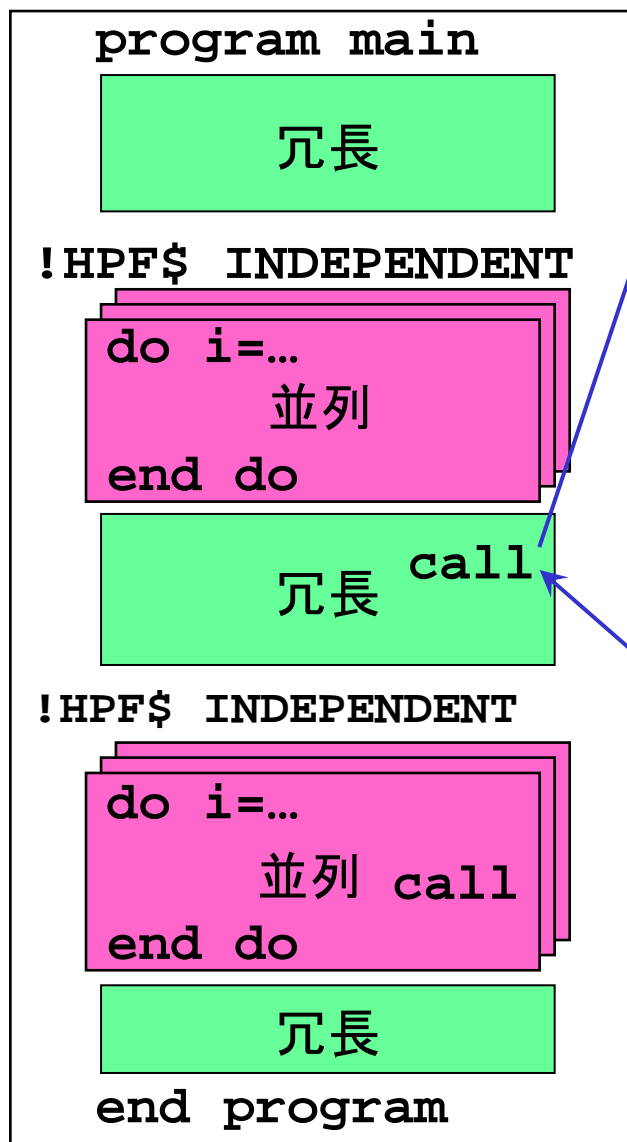 program main
冗長
!HPF$ INDEPENDENT
do i=…
並列
end do
call
冗長
!HPF$ INDEPENDENT
do i=…
並列 call
end do
冗長
end program